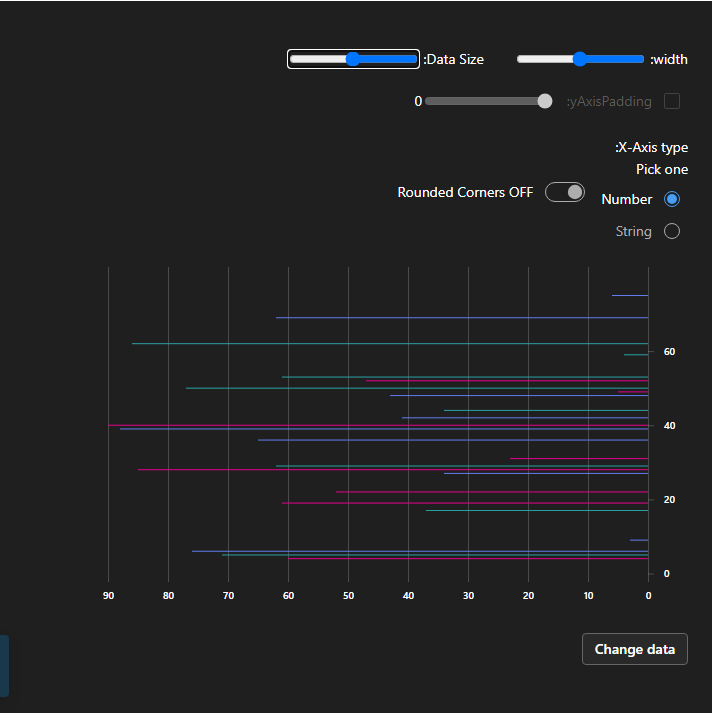 :width
:Data Size
:yAxisPadding
0
:X-Axis type
Pick one
Number
Rounded Corners OFF
String
60
40
20
0
90 80 70 60 50 40 30 20 10 0
Change data